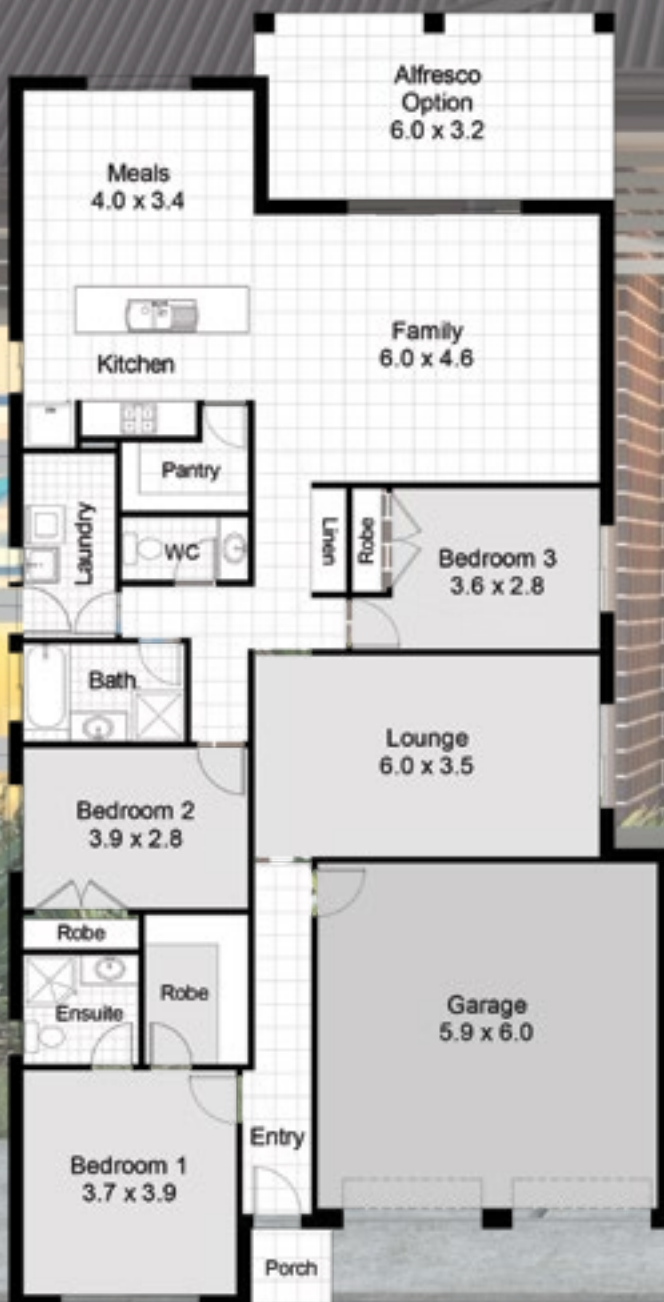 Alfresco
Option
6.0 x 3.2
Meals
4.0 x 3.4
Family
6.0 x 4.6
Kitchen
Pantry
Laundry
WC
Linen
Robe
Bedroom 3
3.6 x 2.8
Bath
Lounge
6.0 x 3.5
Bedroom 2
3.9 x 2.8
Robe
Robe
Ensuite
Garage
5.9 x 6.0
Entry
Bedroom 1
3.7 x 3.9
Porch